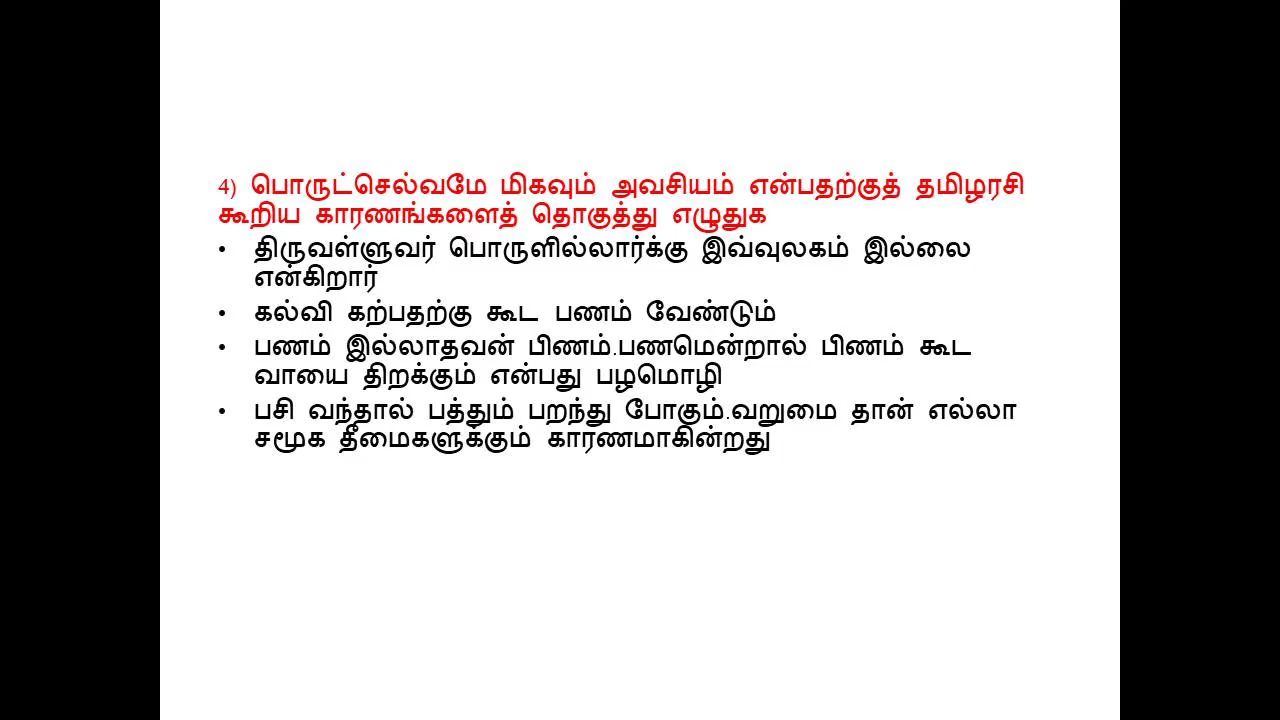 4) பொருட்செல்வமே மிகவும் அவசியம் என்பதற்குத் தமிழரசி
கூறிய காரணங்களைத் தொகுத்து எழுதுக
• திருவள்ளுவர் பொருளில்லார்க்கு இவ்வுலகம் இல்லை
என்கிறார்
• கல்வி கற்பதற்கு கூட பணம் வேண்டும்
• பணம் இல்லாதவன் பிணம்.பணமென்றால் பிணம் கூட
வாயை திறக்கும் என்பது பழமொழி
• பசி வந்தால் பத்தும் பறந்து போகும்.வறுமை தான் எல்லா
சமூக தீமைகளுக்கும் காரணமாகின்றது